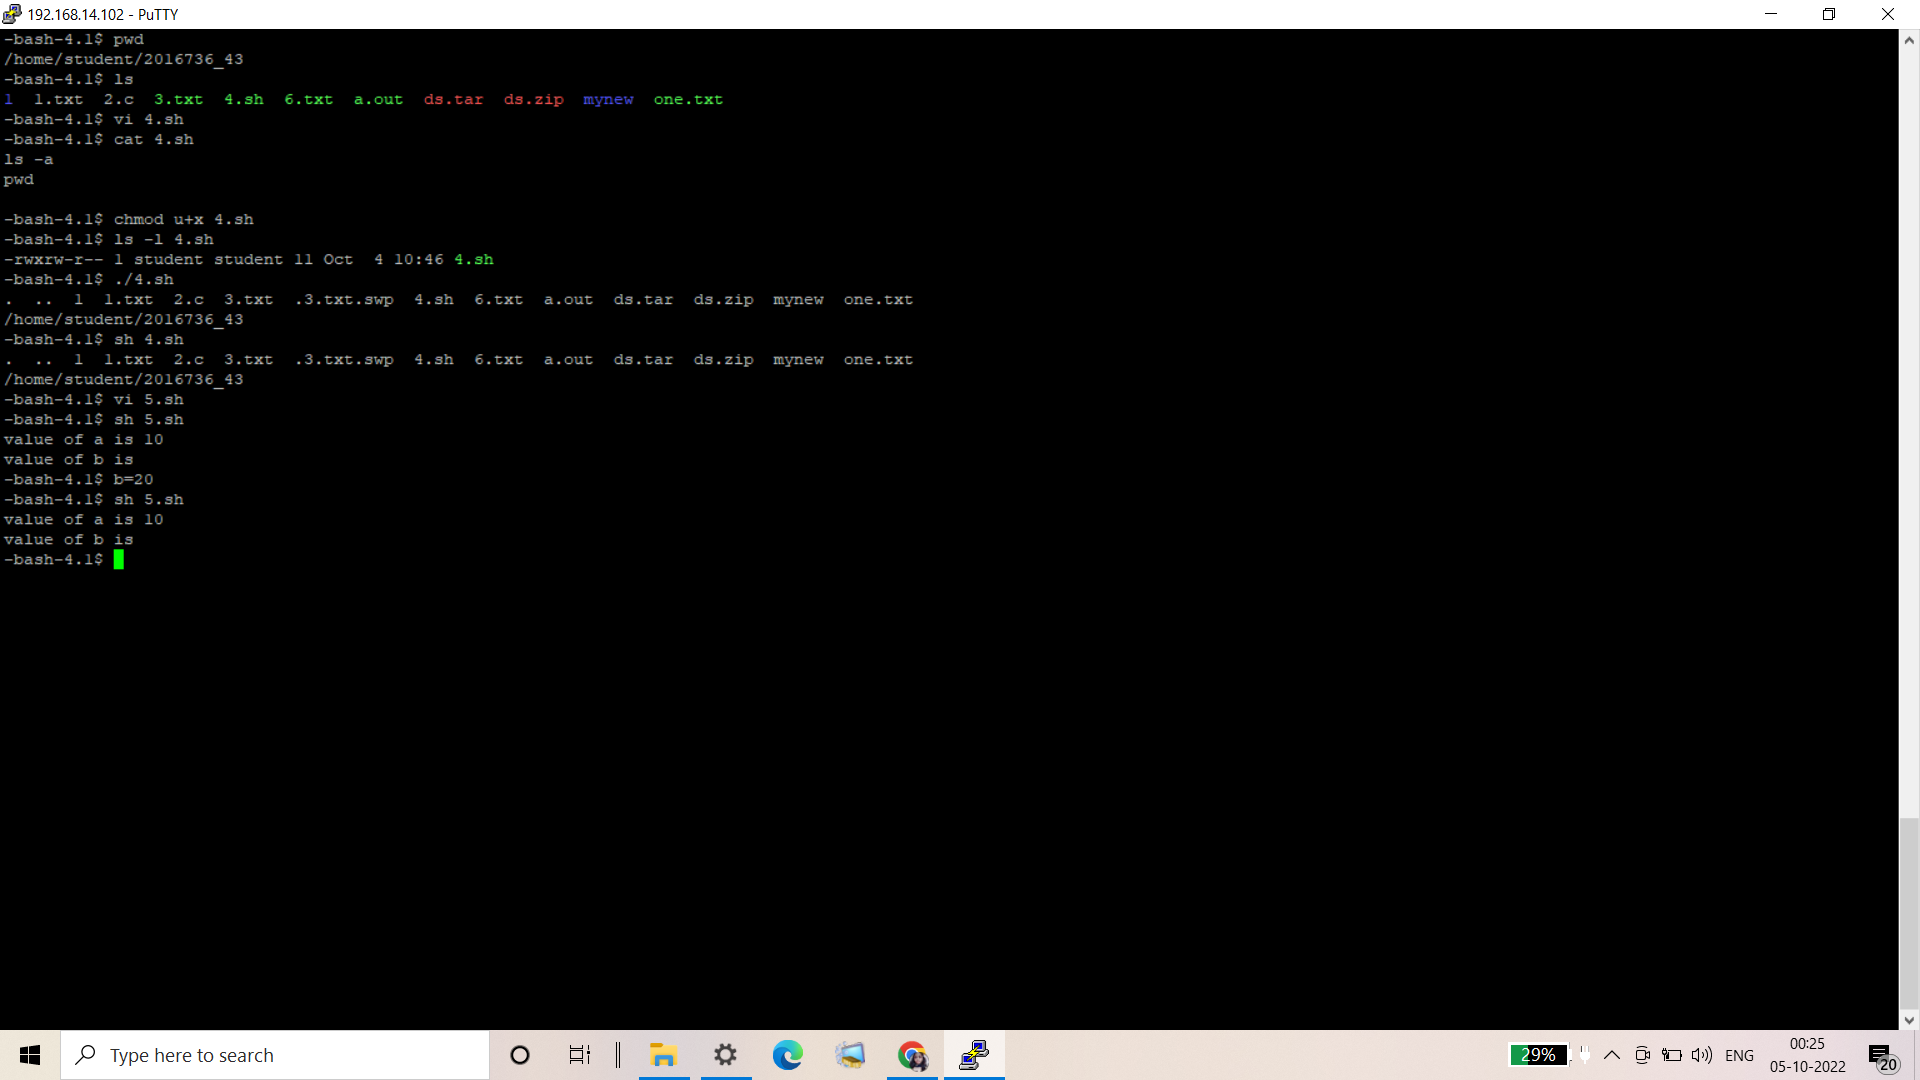 192.168.14.102 - PuTTY
-bash-4.1$ pwd
/home/student/2016736_43
-bash-4.1$ ls
1  1.txt  2.c  3.txt  4.sh  6.txt  a.out  ds.tar  ds.zip  mynew  one.txt
-bash-4.1$ vi 4.sh
-bash-4.1$ cat 4.sh
ls -a
pwd

-bash-4.1$ chmod u+x 4.sh
-bash-4.1$ ls -l 4.sh
-rwxrw-r-- 1 student student 11 Oct  4 10:46 4.sh
-bash-4.1$ ./4.sh
.  ..  1  1.txt  2.c  3.txt  .3.txt.swp  4.sh  6.txt  a.out  ds.tar  ds.zip  mynew  one.txt
/home/student/2016736_43
-bash-4.1$ sh 4.sh
.  ..  1  1.txt  2.c  3.txt  .3.txt.swp  4.sh  6.txt  a.out  ds.tar  ds.zip  mynew  one.txt
/home/student/2016736_43
-bash-4.1$ vi 5.sh
-bash-4.1$ sh 5.sh
value of a is 10
value of b is
-bash-4.1$ b=20
-bash-4.1$ sh 5.sh
value of a is 10
value of b is
-bash-4.1$
Type here to search
29%
ENG
00:25
05-10-2022
20